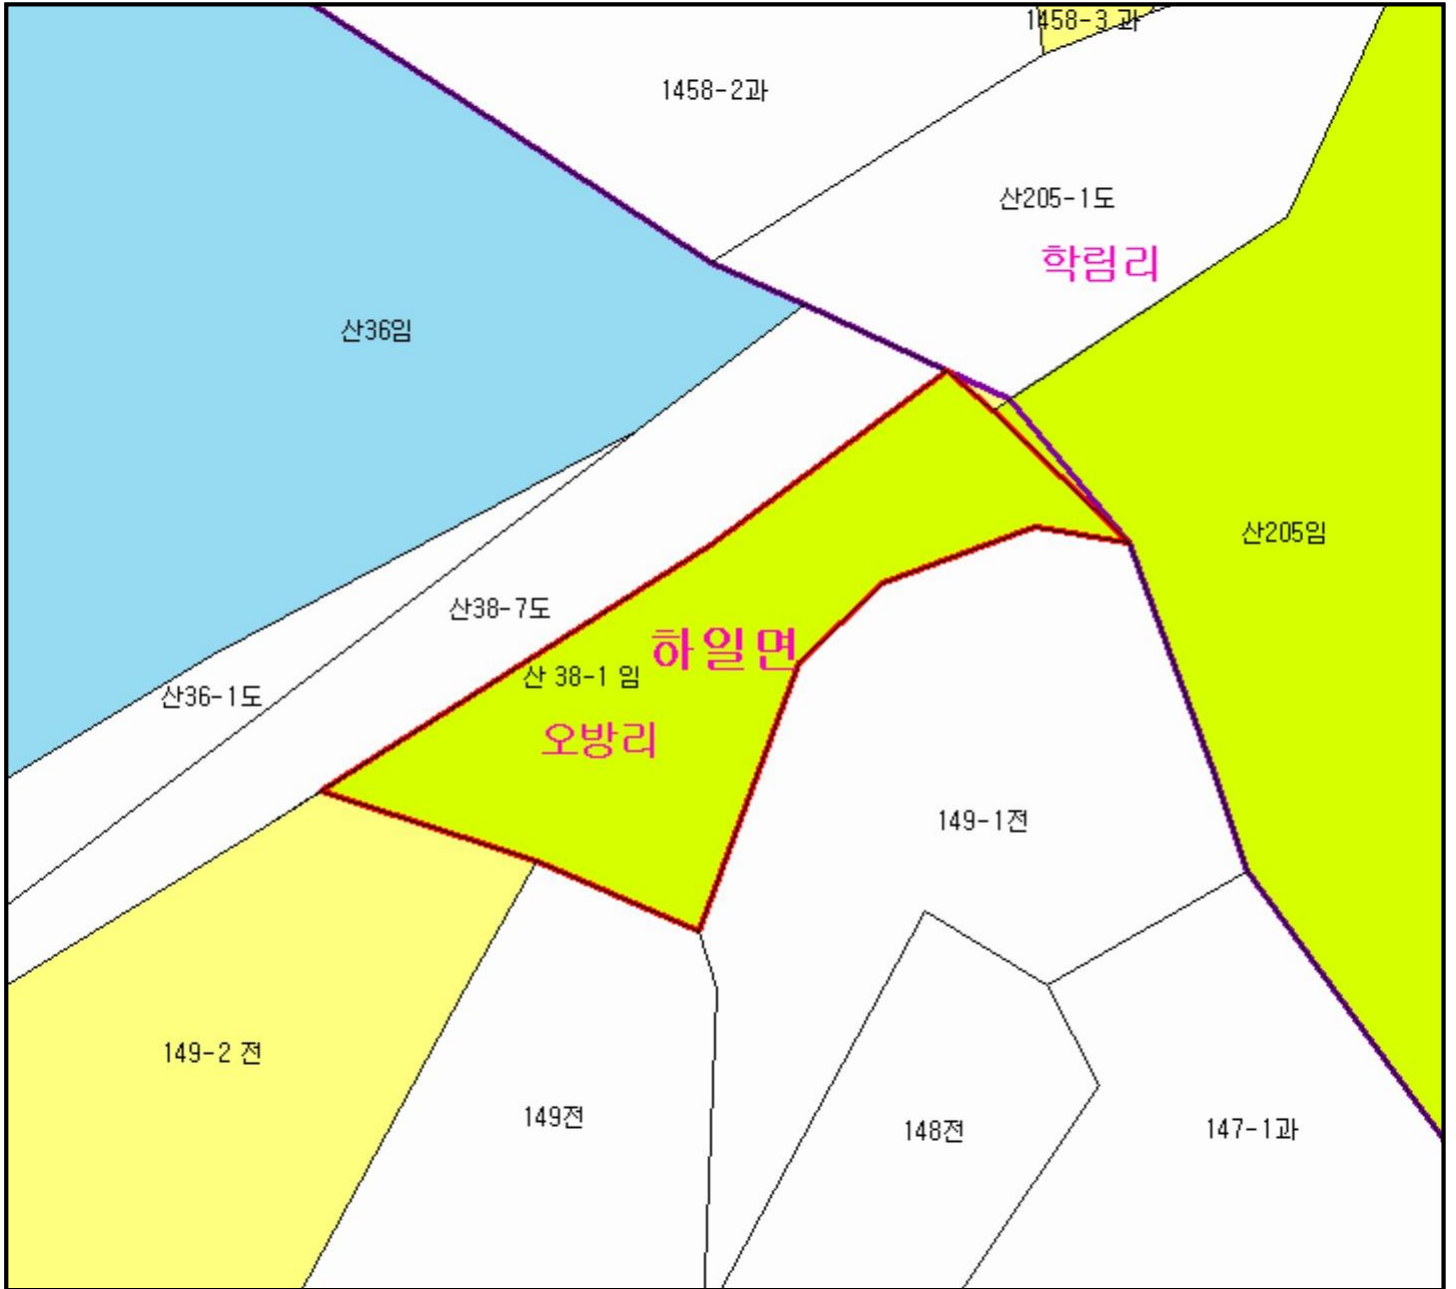 1458-3 과
1458-2과
산205-1도
학림리
산36임
산205임
산38-7도
하일면
산 38-1 임
산36-1도
오방리
149-1전
149-2 전
149전
148전
147-1과